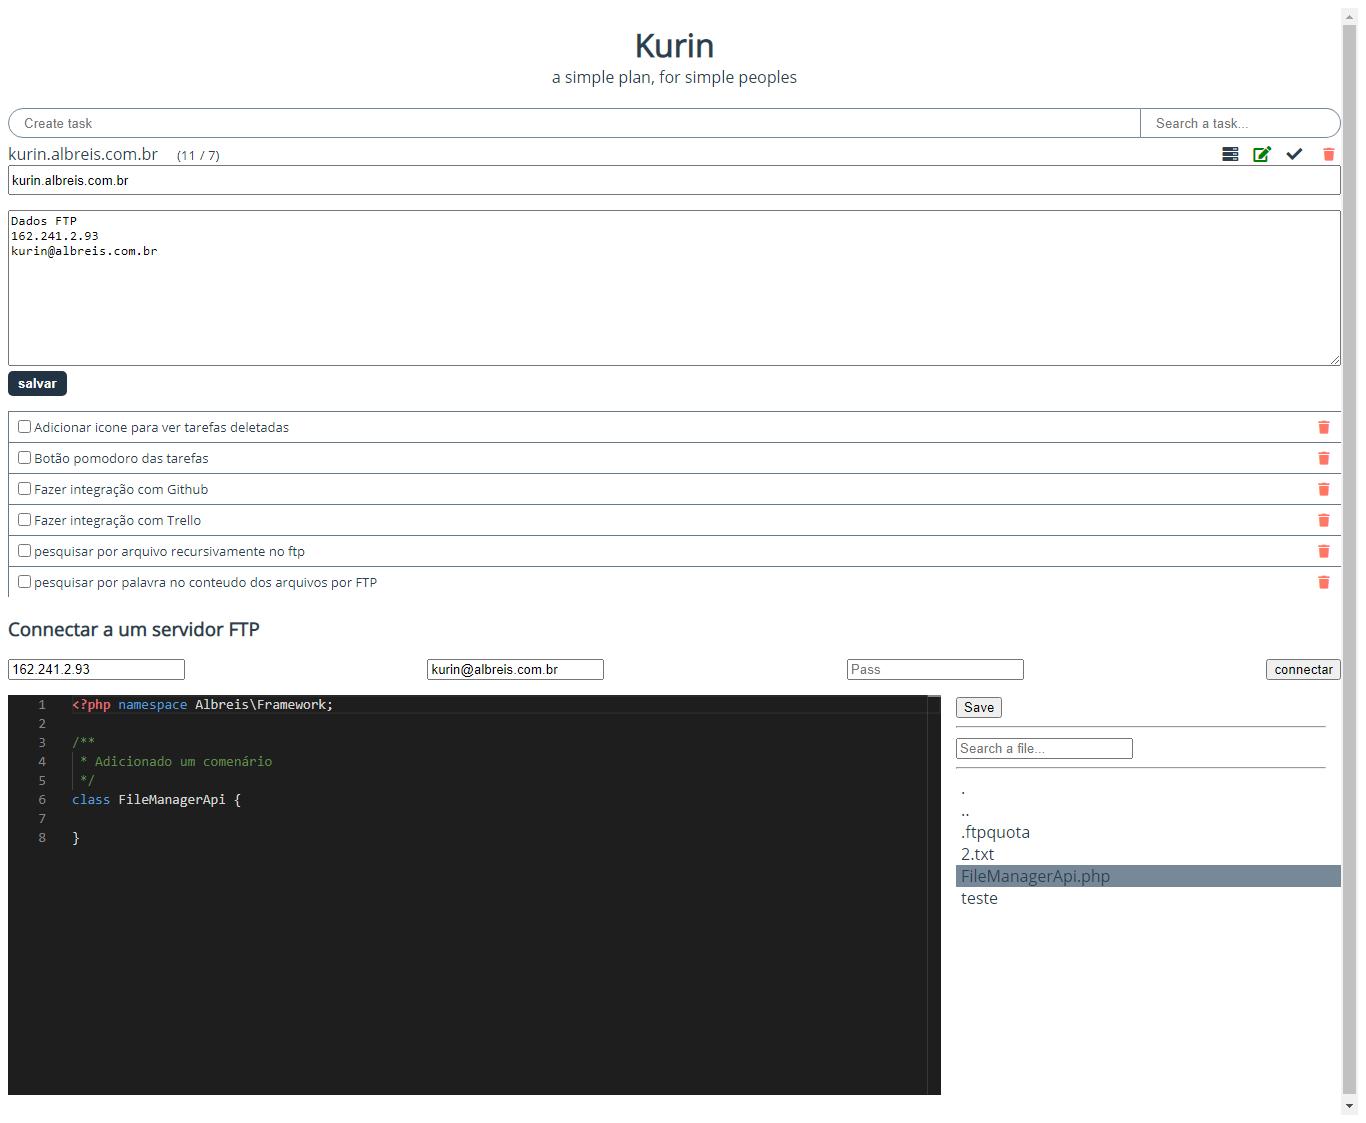 Kurin
a simple plan, for simple peoples
Create task
Search a task...
kurin.albreis.com.br (11 / 7)
kurin.albreis.com.br
Dados FTP
162.241.2.93
kurin@albreis.com.br
salvar
Adicionar icone para ver tarefas deletadas
Botão pomodoro das tarefas
Fazer integração com Github
Fazer integração com Trello
pesquisar por arquivo recursivamente no ftp
pesquisar por palavra no conteudo dos arquivos por FTP
Connectar a um servidor FTP
162.241.2.93
kurin@albreis.com.br
Pass
connectar
1 <?php namespace Albreis\Framework;
2
3 /**
4 * Adicionado um comenário
5 */
6 class FileManagerApi {
7
8 }
Save
Search a file...
.
..
.ftpquota
2.txt
FileManagerApi.php
teste